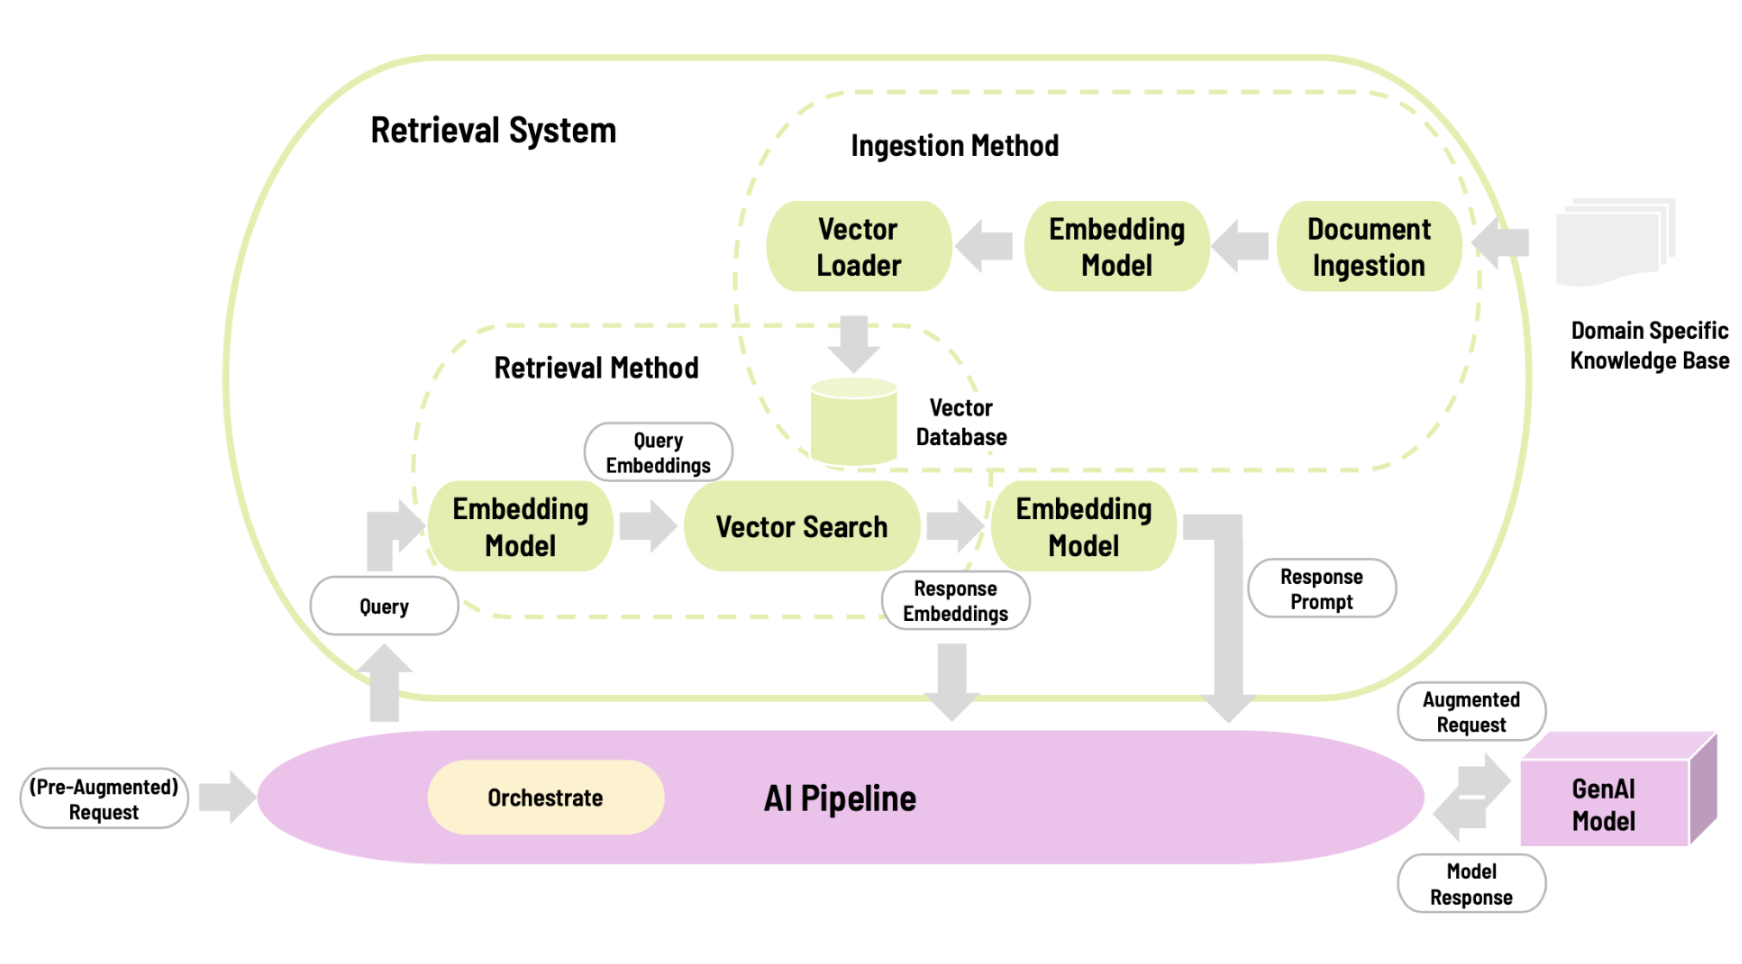 Retrieval System
Ingestion Method
Vector
Loader
Embedding
Model
Document
Ingestion
Domain Specific
Knowledge Base
Retrieval Method
Vector
Database
Query
Embeddings
Embedding
Model
Vector Search
Embedding
Model
Query
Response
Embeddings
Response
Prompt
Augmented
Request
(Pre-Augmented)
Request
Orchestrate
AI Pipeline
GenAI
Model
Model
Response